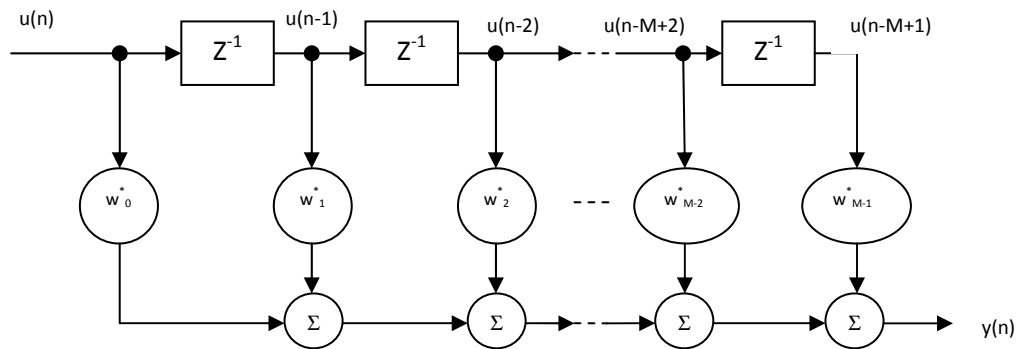 u(n) u(n-1) u(n-2) u(n-M+2) u(n-M+1)
Z⁻¹ Z⁻¹ Z⁻¹
w*₀ w*₁ w*₂ --- w*M-2 w*M-1
Σ Σ Σ Σ
y(n)